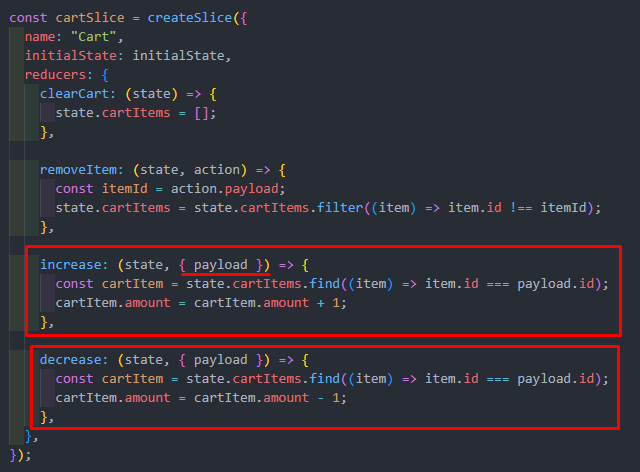 const cartSlice = createSlice({
  name: "Cart",
  initialState: initialState,
  reducers: {
    clearCart: (state) => {
      state.cartItems = [];
    },
    removeItem: (state, action) => {
      const itemId = action.payload;
      state.cartItems = state.cartItems.filter((item) => item.id !== itemId);
    },
    increase: (state, { payload }) => {
      const cartItem = state.cartItems.find((item) => item.id === payload.id);
      cartItem.amount = cartItem.amount + 1;
    },
    decrease: (state, { payload }) => {
      const cartItem = state.cartItems.find((item) => item.id === payload.id);
      cartItem.amount = cartItem.amount - 1;
    },
  },
});